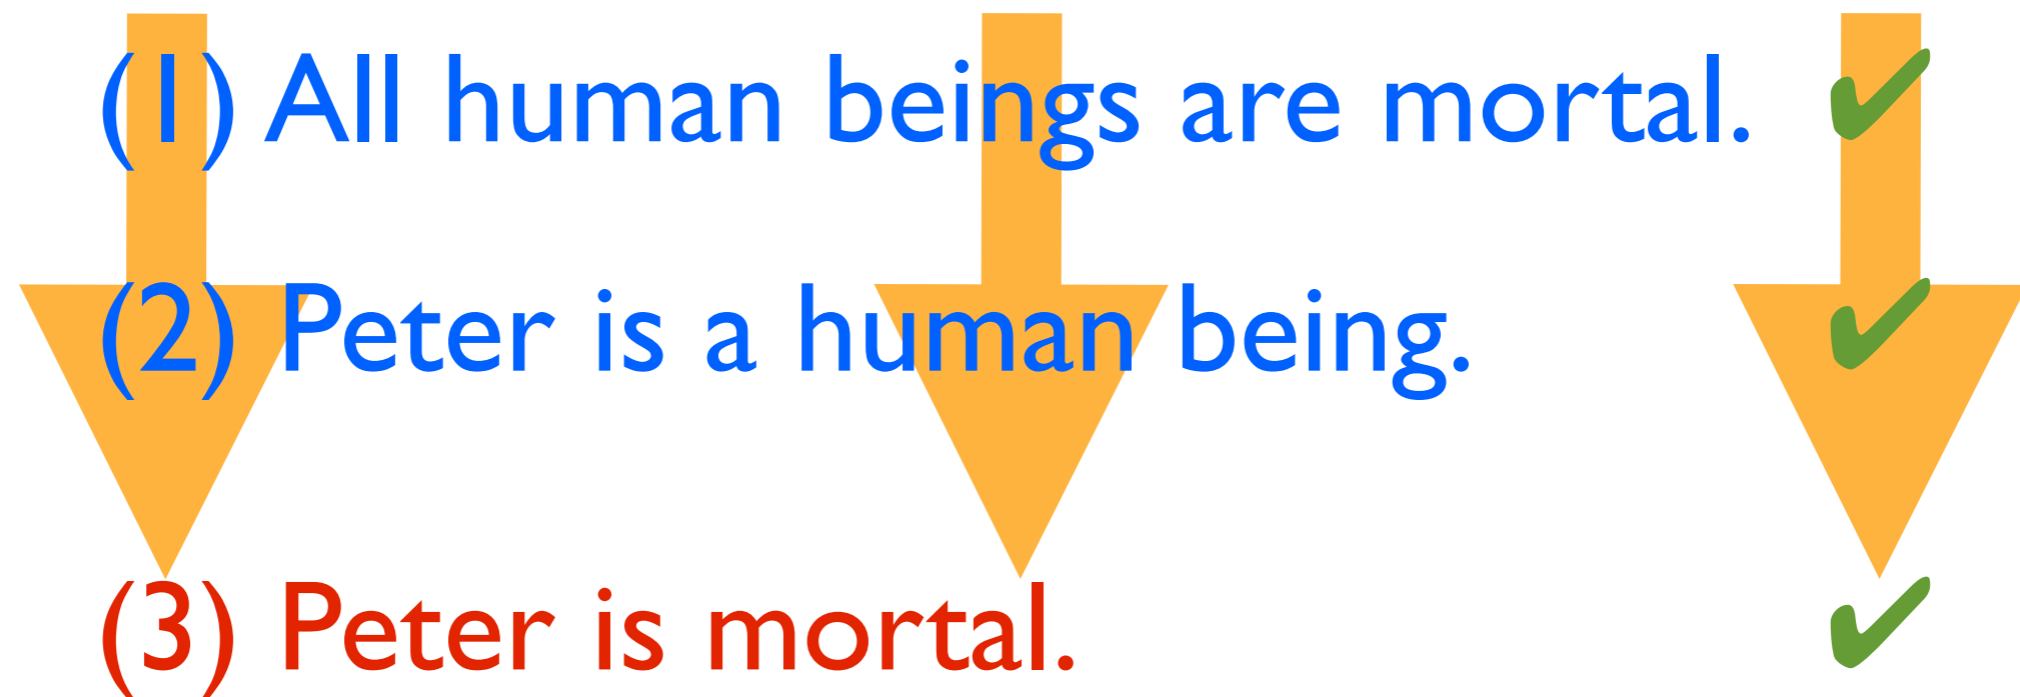 (1) All human beings are mortal. ✔
(2) Peter is a human being. ✔
(3) Peter is mortal. ✔